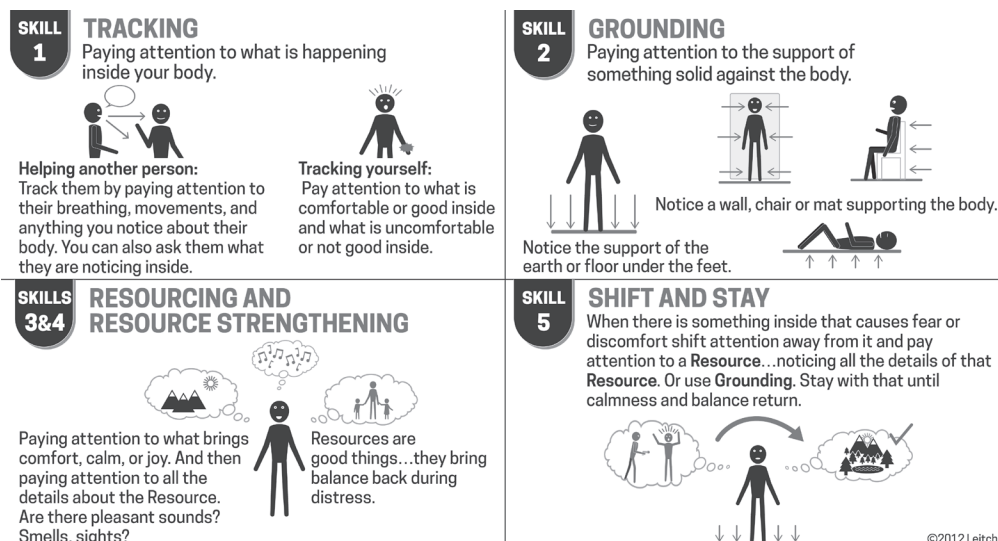 SKILL
1
TRACKING
Paying attention to what is happening
inside your body.
Helping another person:
Track them by paying attention to
their breathing, movements, and
anything you notice about their
body. You can also ask them what
they are noticing inside.
Tracking yourself:
Pay attention to what is
comfortable or good inside
and what is uncomfortable
or not good inside.
SKILL
2
GROUNDING
Paying attention to the support of
something solid against the body.
Notice a wall, chair or mat supporting the body.
Notice the support of the
earth or floor under the feet.
SKILLS
3&4
RESOURCING AND
RESOURCE STRENGTHENING
Paying attention to what brings
comfort, calm, or joy. And then
paying attention to all the
details about the Resource.
Are there pleasant sounds?
Smells, sights?
Resources are
good things…they bring
balance back during
distress.
SKILL
5
SHIFT AND STAY
When there is something inside that causes fear or
discomfort shift attention away from it and pay
attention to a Resource…noticing all the details of that
Resource. Or use Grounding. Stay with that until
calmness and balance return.
©2012 Leitch